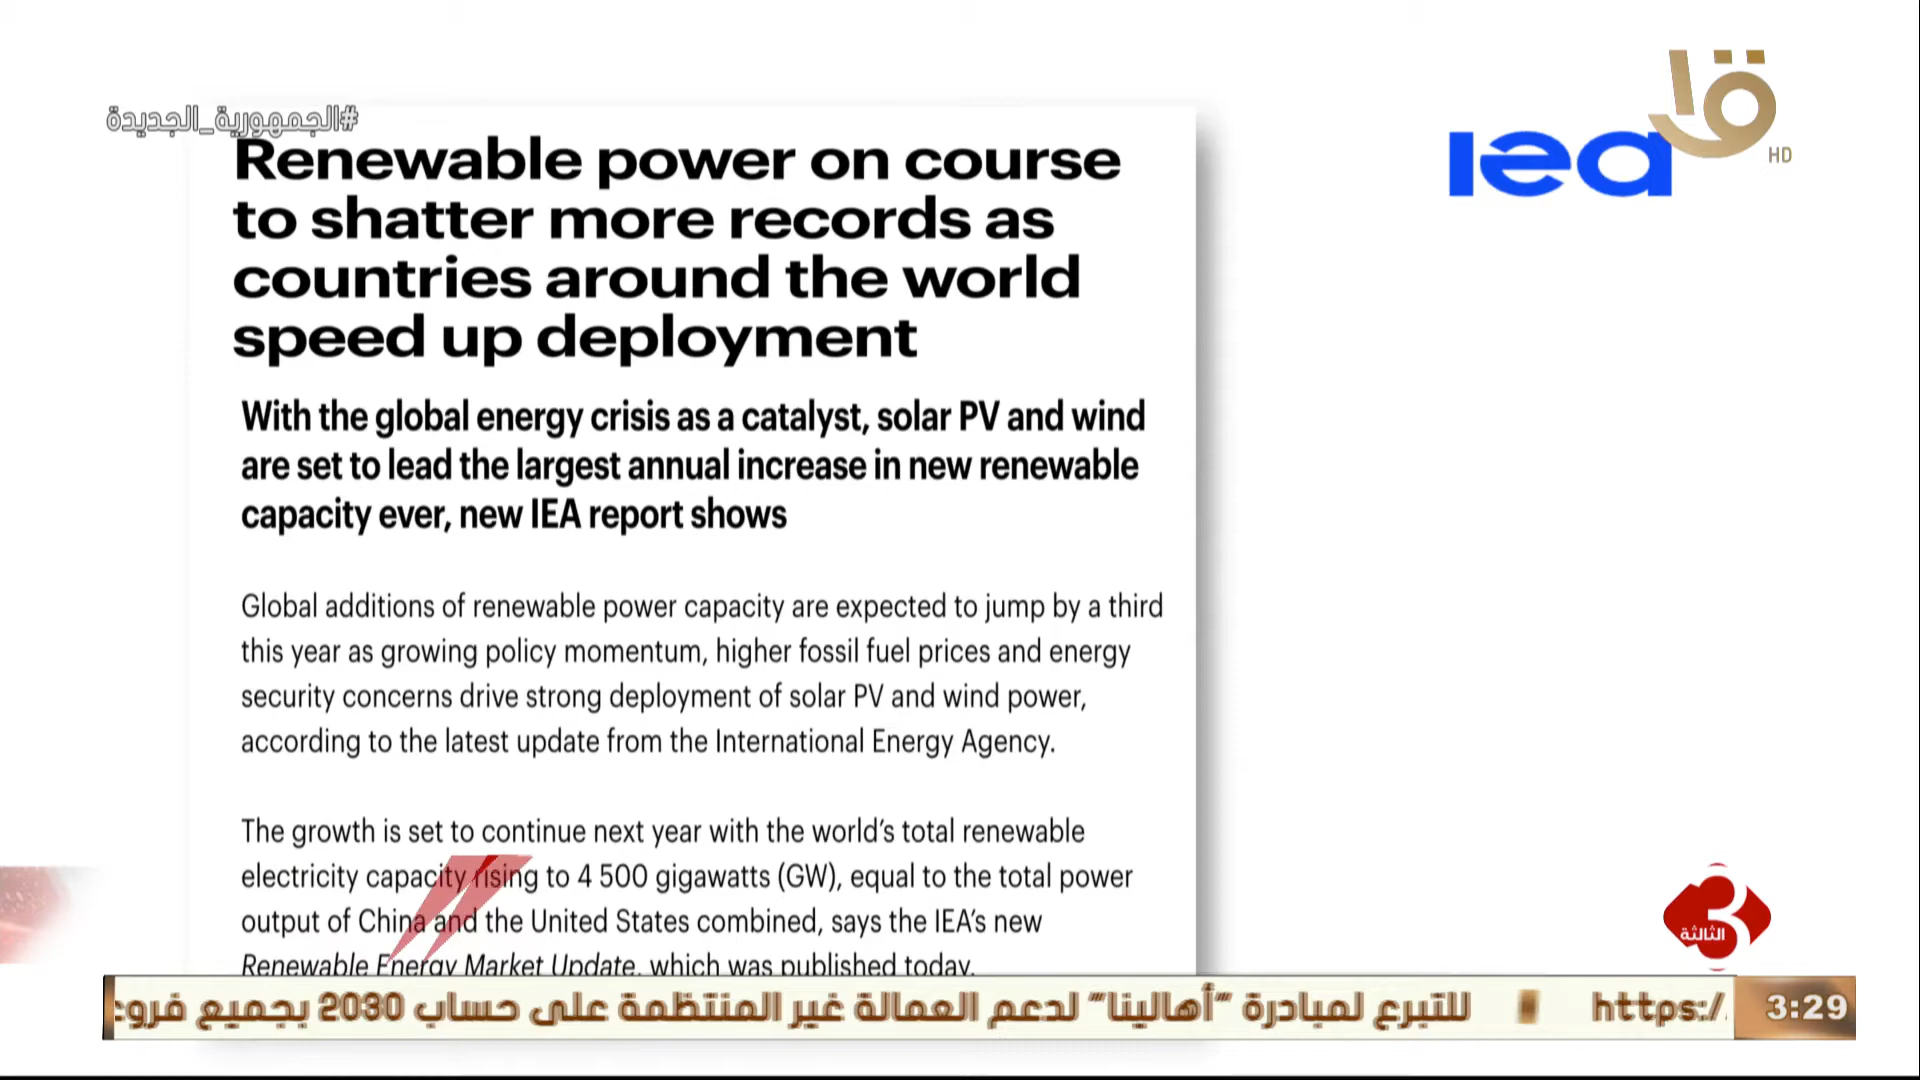 #الجمهورية_الجديدة
Renewable power on course
to shatter more records as
countries around the world
speed up deployment
With the global energy crisis as a catalyst, solar PV and wind
are set to lead the largest annual increase in new renewable
capacity ever, new IEA report shows
Global additions of renewable power capacity are expected to jump by a third
this year as growing policy momentum, higher fossil fuel prices and energy
security concerns drive strong deployment of solar PV and wind power,
according to the latest update from the International Energy Agency.
The growth is set to continue next year with the world's total renewable
electricity capacity rising to 4 500 gigawatts (GW), equal to the total power
output of China and the United States combined, says the IEA's new
Renewable Energy Market Update, which was published today.
iea
HD
3
الثالثة
https:/
للتبرع لمبادرة "أهالينا" لدعم العمالة غير المنتظمة على حساب 2030 بجميع
3:29